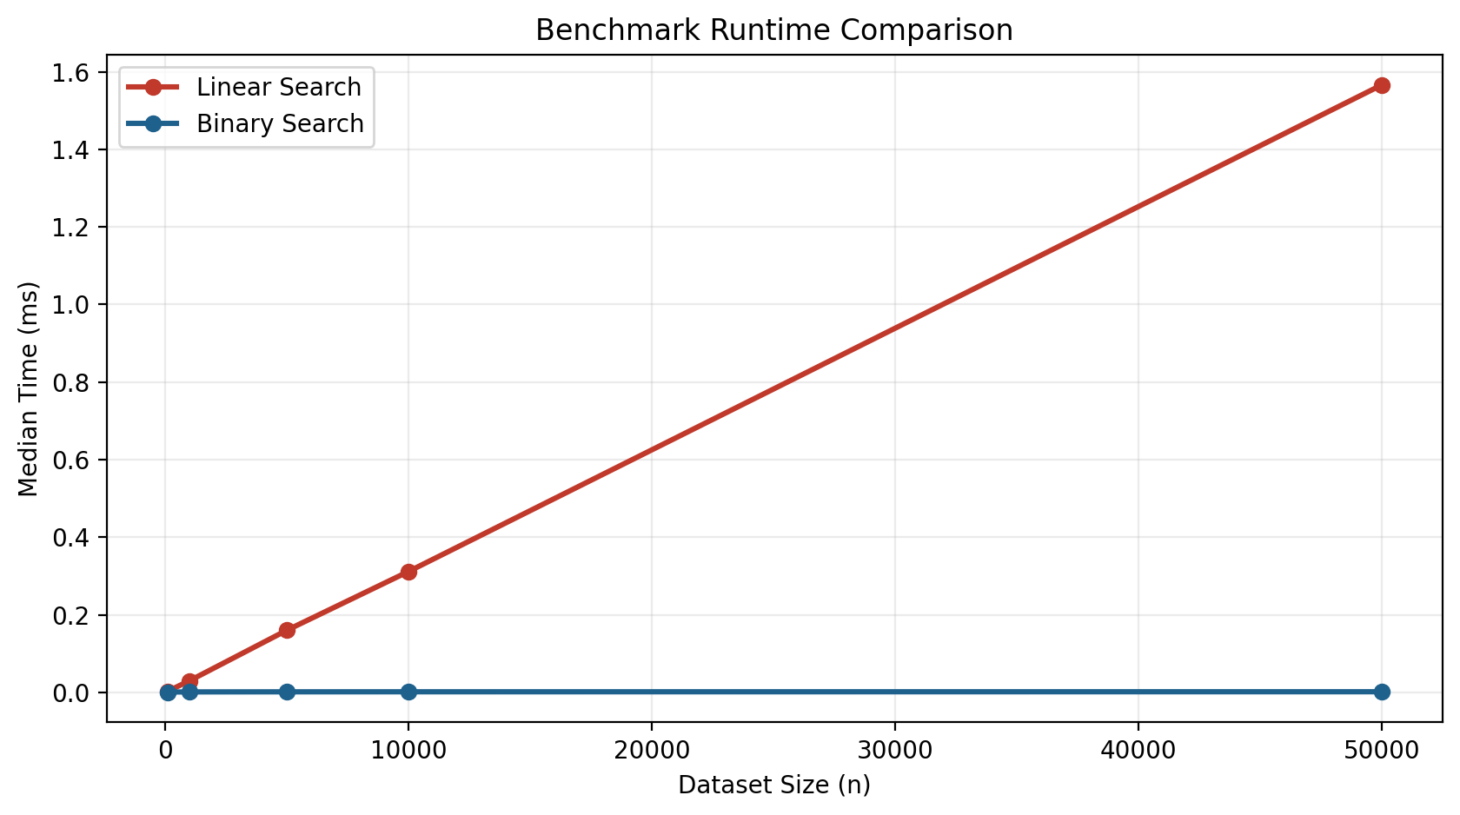 Benchmark Runtime Comparison
Linear Search
Binary Search
1.6
1.4
1.2
1.0
0.8
0.6
0.4
0.2
0.0
Median Time (ms)
0 10000 20000 30000 40000 50000
Dataset Size (n)